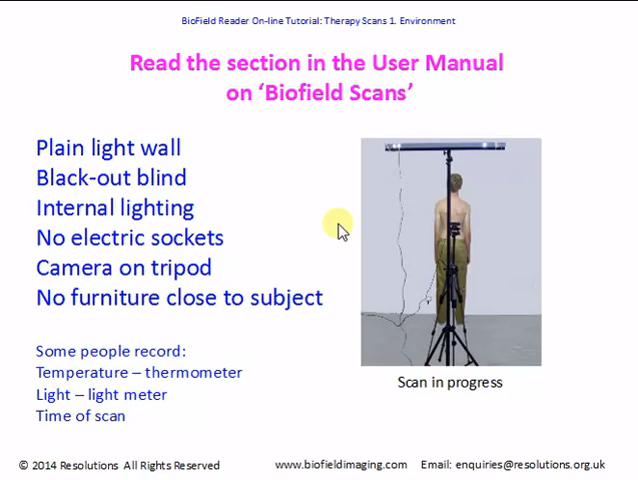 BioField Reader On-line Tutorial: Therapy Scans 1. Environment
Read the section in the User Manual
on ‘Biofield Scans’
Plain light wall
Black-out blind
Internal lighting
No electric sockets
Camera on tripod
No furniture close to subject
Some people record:
Temperature – thermometer
Light – light meter
Time of scan
Scan in progress
© 2014 Resolutions All Rights Reserved
www.biofieldimaging.com Email: enquiries@resolutions.org.uk